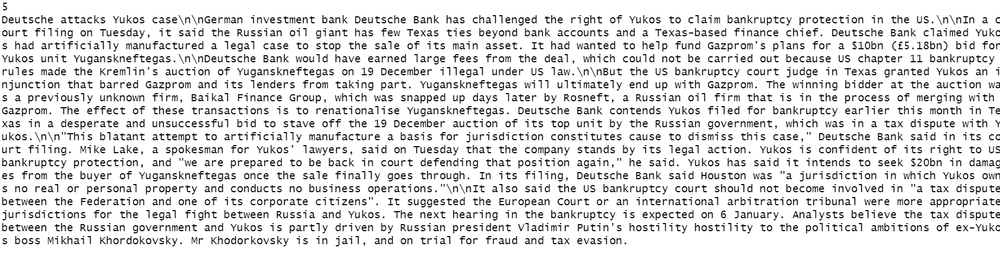 5
Deutsche attacks Yukos case\n\nGerman investment bank Deutsche Bank has challenged the right of Yukos to claim bankruptcy protection in the US.\n\nIn a c
ourt filing on Tuesday, it said the Russian oil giant has few Texas ties beyond bank accounts and a Texas-based finance chief. Deutsche Bank claimed Yuko
s had artificially manufactured a legal case to stop the sale of its main asset. It had wanted to help fund Gazprom's plans for a $10bn (£5.18bn) bid for
Yukos unit Yuganskneftegas.\n\nDeutsche Bank would have earned large fees from the deal, which could not be carried out because US chapter 11 bankruptcy
rules made the Kremlin's auction of Yuganskneftegas on 19 December illegal under US law.\n\nBut the US bankruptcy court judge in Texas granted Yukos an i
njunction that barred Gazprom and its lenders from taking part. Yuganskneftegas will ultimately end up with Gazprom. The winning bidder at the auction wa
s a previously unknown firm, Baikal Finance Group, which was snapped up days later by Rosneft, a Russian oil firm that is in the process of merging with
Gazprom. The effect of these transactions is to renationalise Yuganskneftegas. Deutsche Bank contends Yukos filed for bankruptcy earlier this month in Te
xas in a desperate and unsuccessful bid to stave off the 19 December auction of its top unit by the Russian government, which was in a tax dispute with Y
ukos.\n\n"This blatant attempt to artificially manufacture a basis for jurisdiction constitutes cause to dismiss this case," Deutsche Bank said in its co
urt filing. Mike Lake, a spokesman for Yukos' lawyers, said on Tuesday that the company stands by its legal action. Yukos is confident of its right to US
bankruptcy protection, and "we are prepared to be back in court defending that position again," he said. Yukos has said it intends to seek $20bn in damag
es from the buyer of Yuganskneftegas once the sale finally goes through. In its filing, Deutsche Bank said Houston was "a jurisdiction in which Yukos own
s no real or personal property and conducts no business operations."\n\nIt also said the US bankruptcy court should not become involved in "a tax dispute
between the Federation and one of its corporate citizens". It suggested the European Court or an international arbitration tribunal were more appropriate
jurisdictions for the legal fight between Russia and Yukos. The next hearing in the bankruptcy is expected on 6 January. Analysts believe the tax dispute
between the Russian government and Yukos is partly driven by Russian president Vladimir Putin's hostility hostility to the political ambitions of ex-Yuko
s boss Mikhail Khordokovsky. Mr Khodorkovsky is in jail, and on trial for fraud and tax evasion.